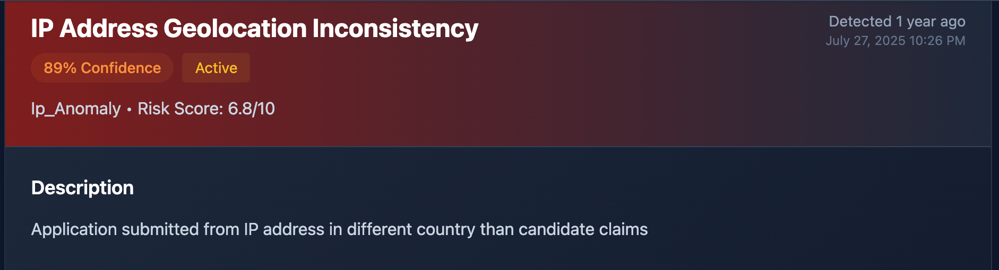 IP Address Geolocation Inconsistency
Detected 1 year ago
July 27, 2025 10:26 PM
89% Confidence
Active
Ip_Anomaly • Risk Score: 6.8/10
Description
Application submitted from IP address in different country than candidate claims